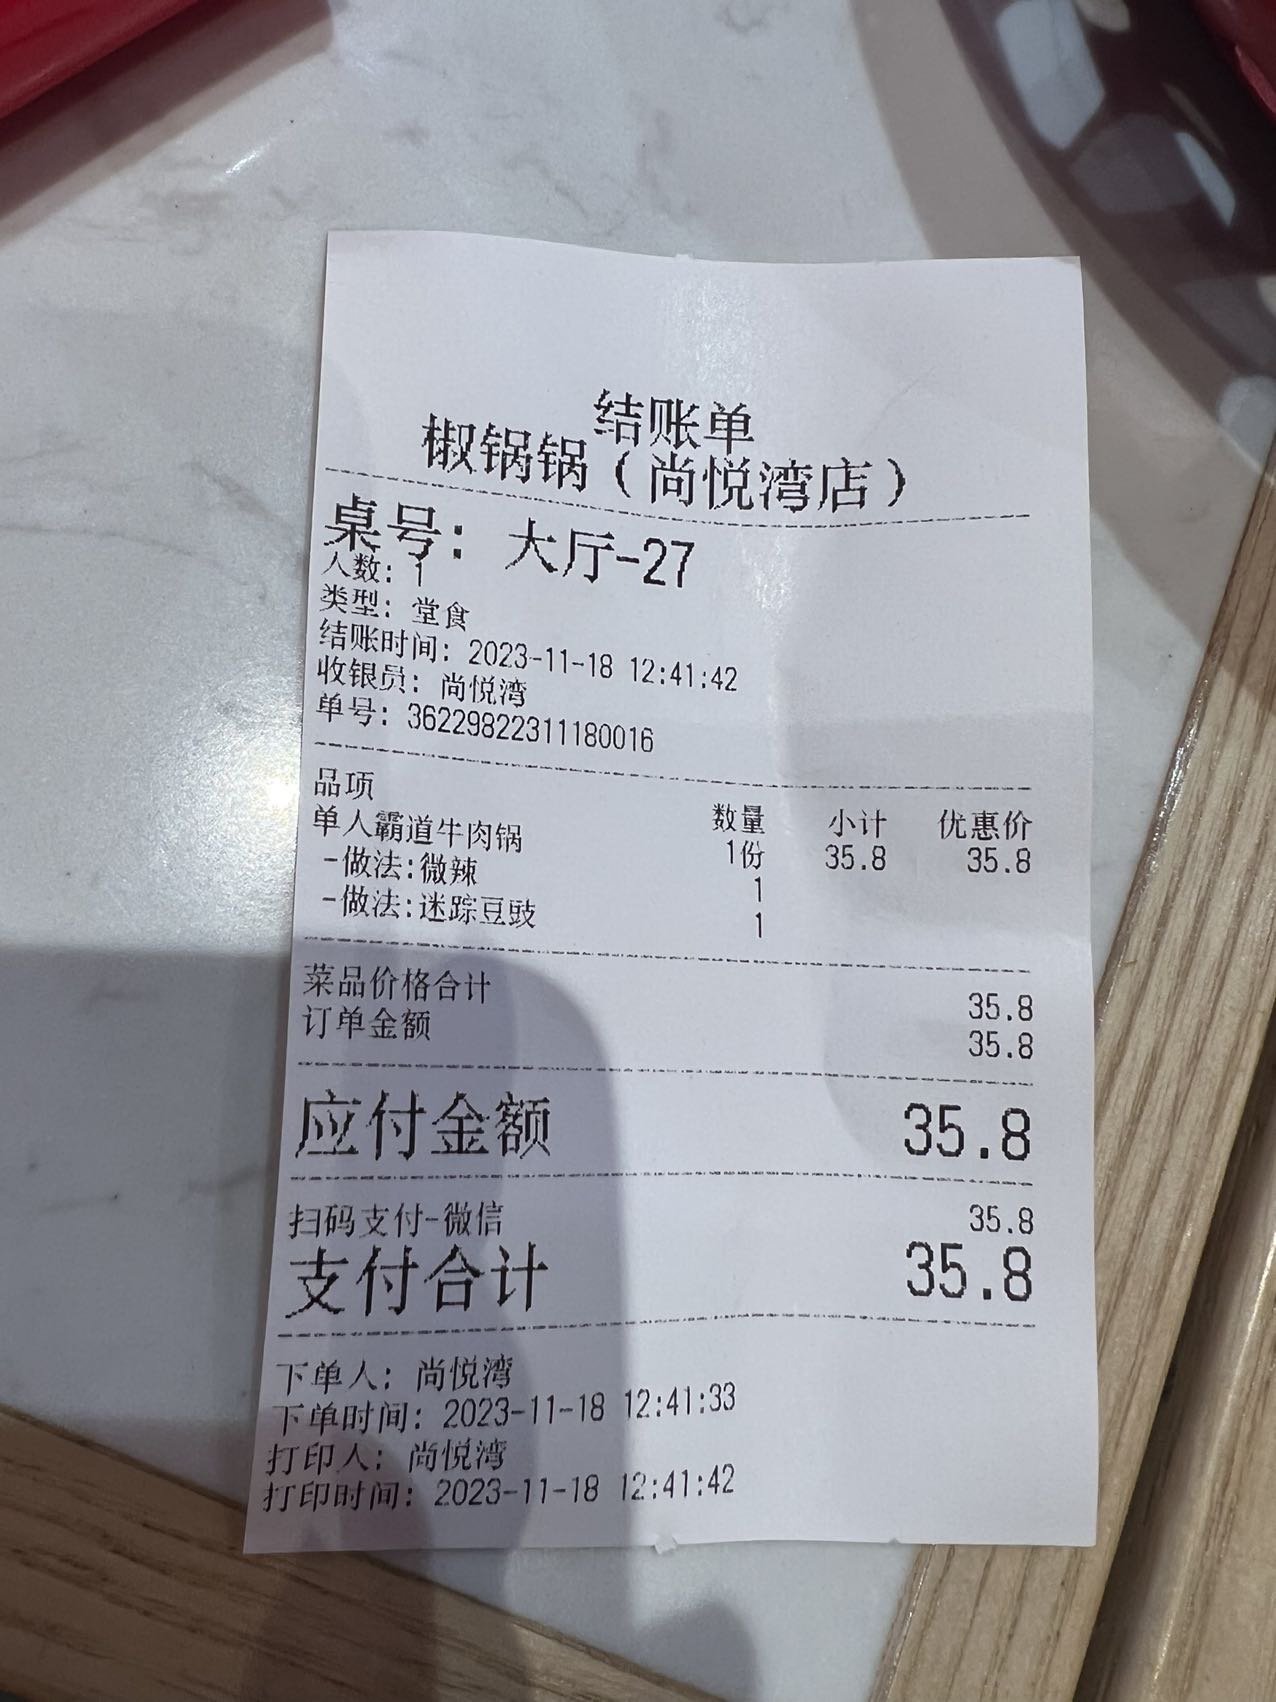 结账单
椒锅锅（尚悦湾店）
桌号：大厅-27
人数：1
类型：堂食
结账时间：2023-11-18 12:41:42
收银员：尚悦湾
单号：36229822311180016
品项 数量 小计 优惠价
单人霸道牛肉锅 1份 35.8 35.8
-做法:微辣 1
-做法:迷踪豆豉 1
菜品价格合计 35.8
订单金额 35.8
应付金额 35.8
扫码支付-微信 35.8
支付合计 35.8
下单人：尚悦湾
下单时间：2023-11-18 12:41:33
打印人：尚悦湾
打印时间：2023-11-18 12:41:42